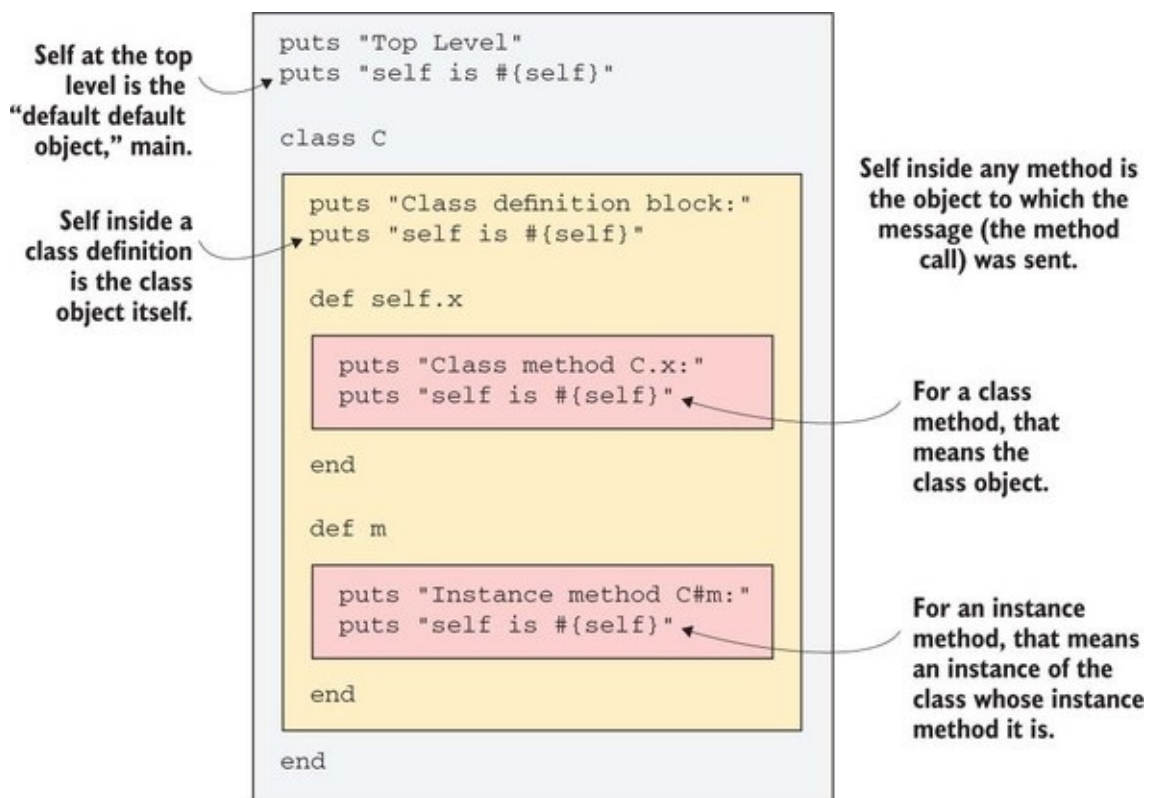 Self at the top
level is the
“default default
object,” main.
Self inside a
class definition
is the class
object itself.
puts "Top Level"
puts "self is #{self}"
class C
puts "Class definition block:"
puts "self is #{self}"
def self.x
puts "Class method C.x:"
puts "self is #{self}"
end
def m
puts "Instance method C#m:"
puts "self is #{self}"
end
end
Self inside any method is
the object to which the
message (the method
call) was sent.
For a class
method, that
means the
class object.
For an instance
method, that means
an instance of the
class whose instance
method it is.